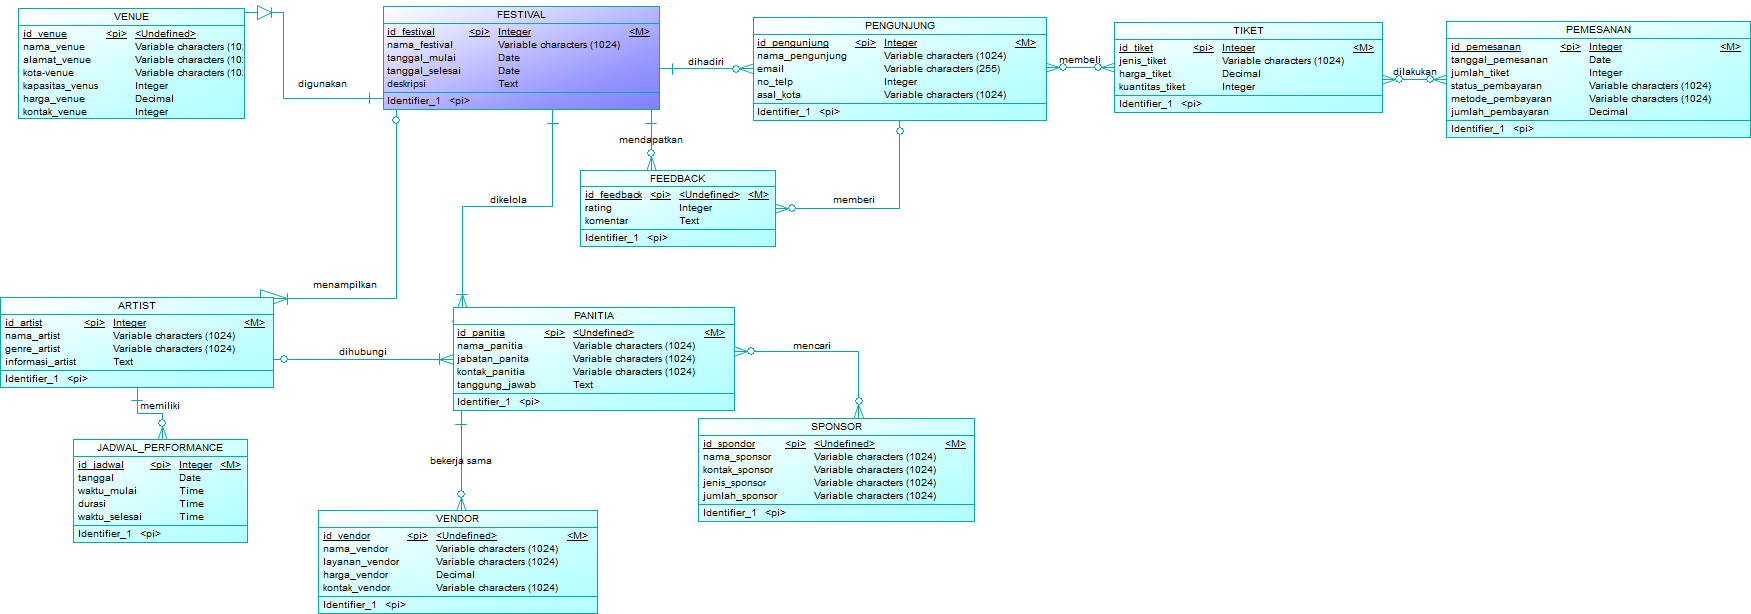 VENUE
id_venue <pi> <Undefined>
nama_venue Variable characters (10
alamat_venue Variable characters (10
kota-venue Variable characters (10
kapasitas_venus Integer
harga_venue Decimal
kontak_venue Integer
digunakan
FESTIVAL
id_festival <pi> Integer <M>
nama_festival Variable characters (1024)
tanggal_mulai Date
tanggal_selesai Date
deskripsi Text
Identifier_1 <pi>
dihadiri
PENGUNJUNG
id_pengunjung <pi> Integer <M>
nama_pengunjung Variable characters (1024)
email Variable characters (255)
no_telp Integer
asal_kota Variable characters (1024)
Identifier_1 <pi>
membeli
TIKET
id_tiket <pi> Integer <M>
jenis_tiket Variable characters (1024)
harga_tiket Decimal
kuantitas_tiket Integer
Identifier_1 <pi>
dilakukan
PEMESANAN
id_pemesanan <pi> Integer <M>
tanggal_pemesanan Date
jumlah_tiket Integer
status_pembayaran Variable characters (1024)
metode_pembayaran Variable characters (1024)
jumlah_pembayaran Decimal
Identifier_1 <pi>
mendapatkan
FEEDBACK
id_feedback <pi> <Undefined> <M>
rating Integer
komentar Text
Identifier_1 <pi>
memberi
dikelola
menampilkan
ARTIST
id_artist <pi> Integer <M>
nama_artist Variable characters (1024)
genre_artist Variable characters (1024)
informasi_artist Text
Identifier_1 <pi>
dihubungi
PANITIA
id_panitia <pi> <Undefined> <M>
nama_panitia Variable characters (1024)
jabatan_panita Variable characters (1024)
kontak_panitia Variable characters (1024)
tanggung_jawab Text
Identifier_1 <pi>
mencari
memiliki
JADWAL_PERFORMANCE
id_jadwal <pi> Integer <M>
tanggal Date
waktu_mulai Time
durasi Time
waktu_selesai Time
Identifier_1 <pi>
bekerja sama
SPONSOR
id_spondor <pi> <Undefined> <M>
nama_sponsor Variable characters (1024)
kontak_sponsor Variable characters (1024)
jenis_sponsor Variable characters (1024)
jumlah_sponsor Variable characters (1024)
Identifier_1 <pi>
VENDOR
id_vendor <pi> <Undefined> <M>
nama_vendor Variable characters (1024)
layanan_vendor Variable characters (1024)
harga_vendor Decimal
kontak_vendor Variable characters (1024)
Identifier_1 <pi>